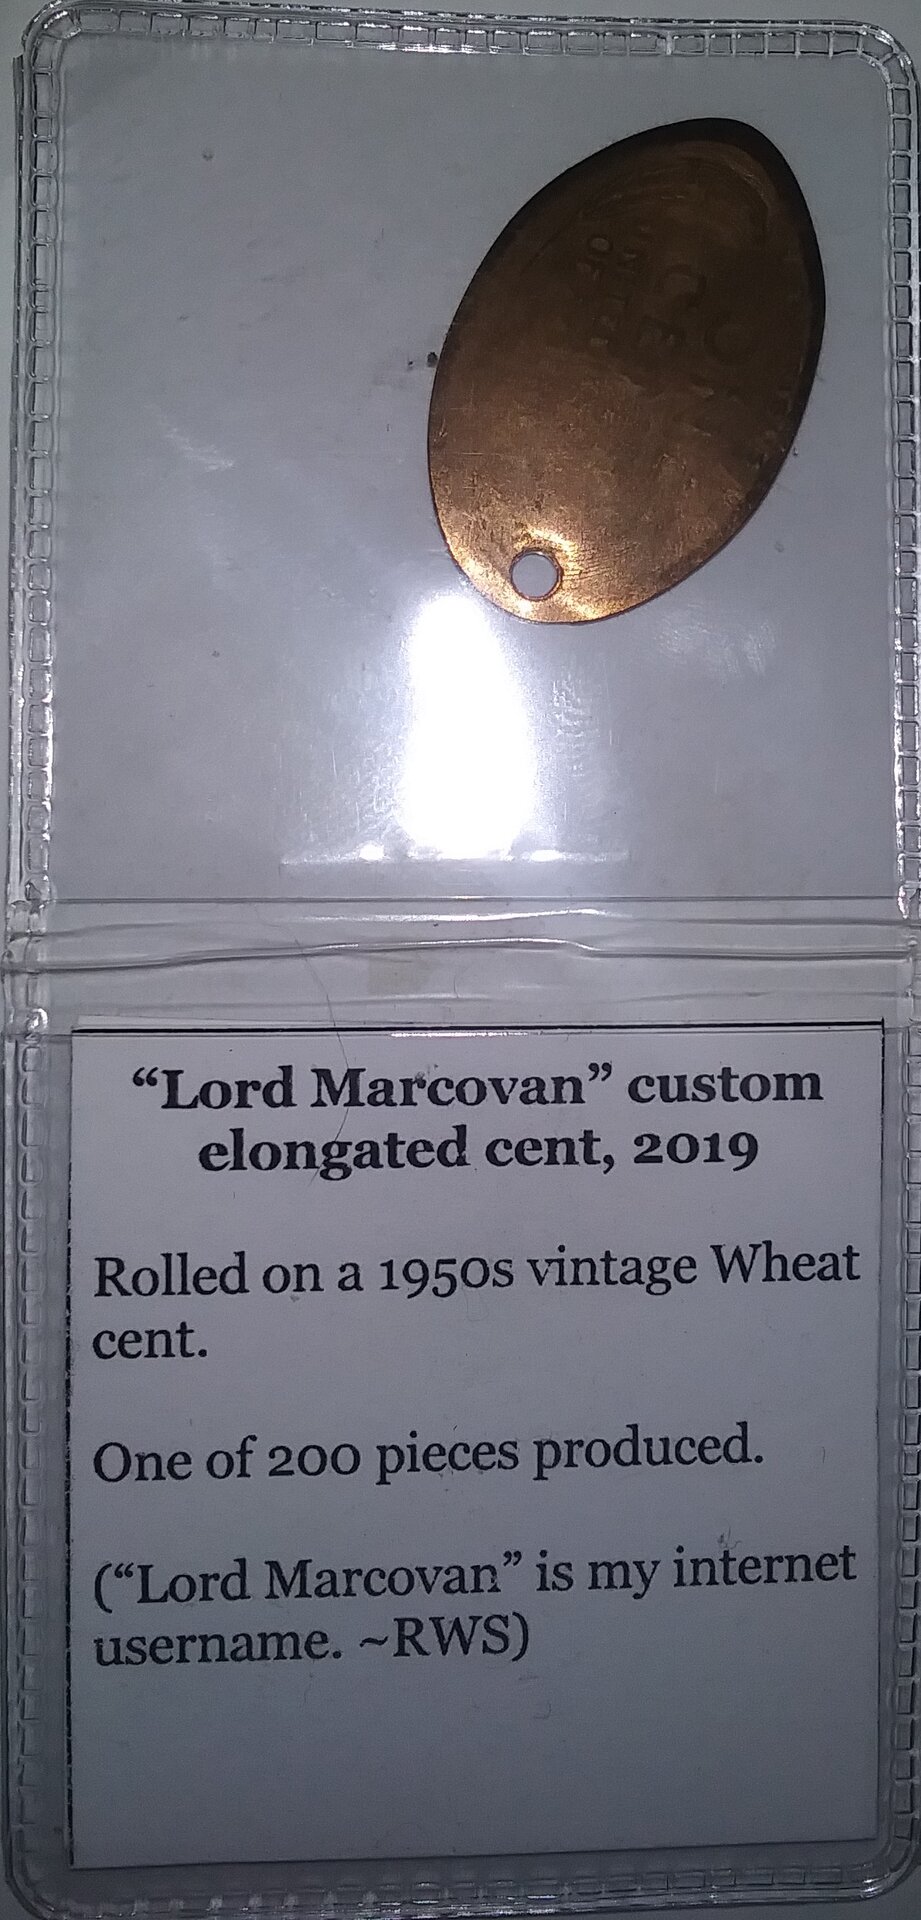 “Lord Marcovan” custom
elongated cent, 2019
Rolled on a 1950s vintage Wheat
cent.
One of 200 pieces produced.
(“Lord Marcovan” is my internet
username. ~RWS)